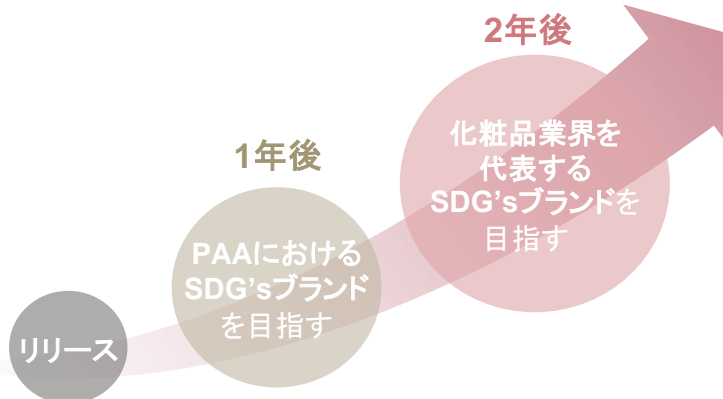 リリース
1年後
PAAにおける
SDG'sブランド
を目指す
2年後
化粧品業界を
代表する
SDG'sブランドを
目指す